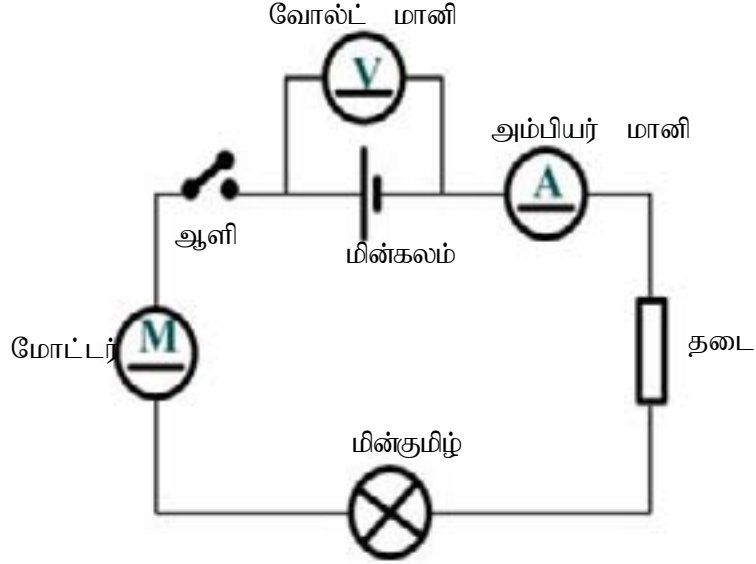 வோல்ட் மானி
V
அம்பியர் மானி
A
ஆளி
மின்கலம்
மோட்டர்
M
தடை
மின்குமிழ்